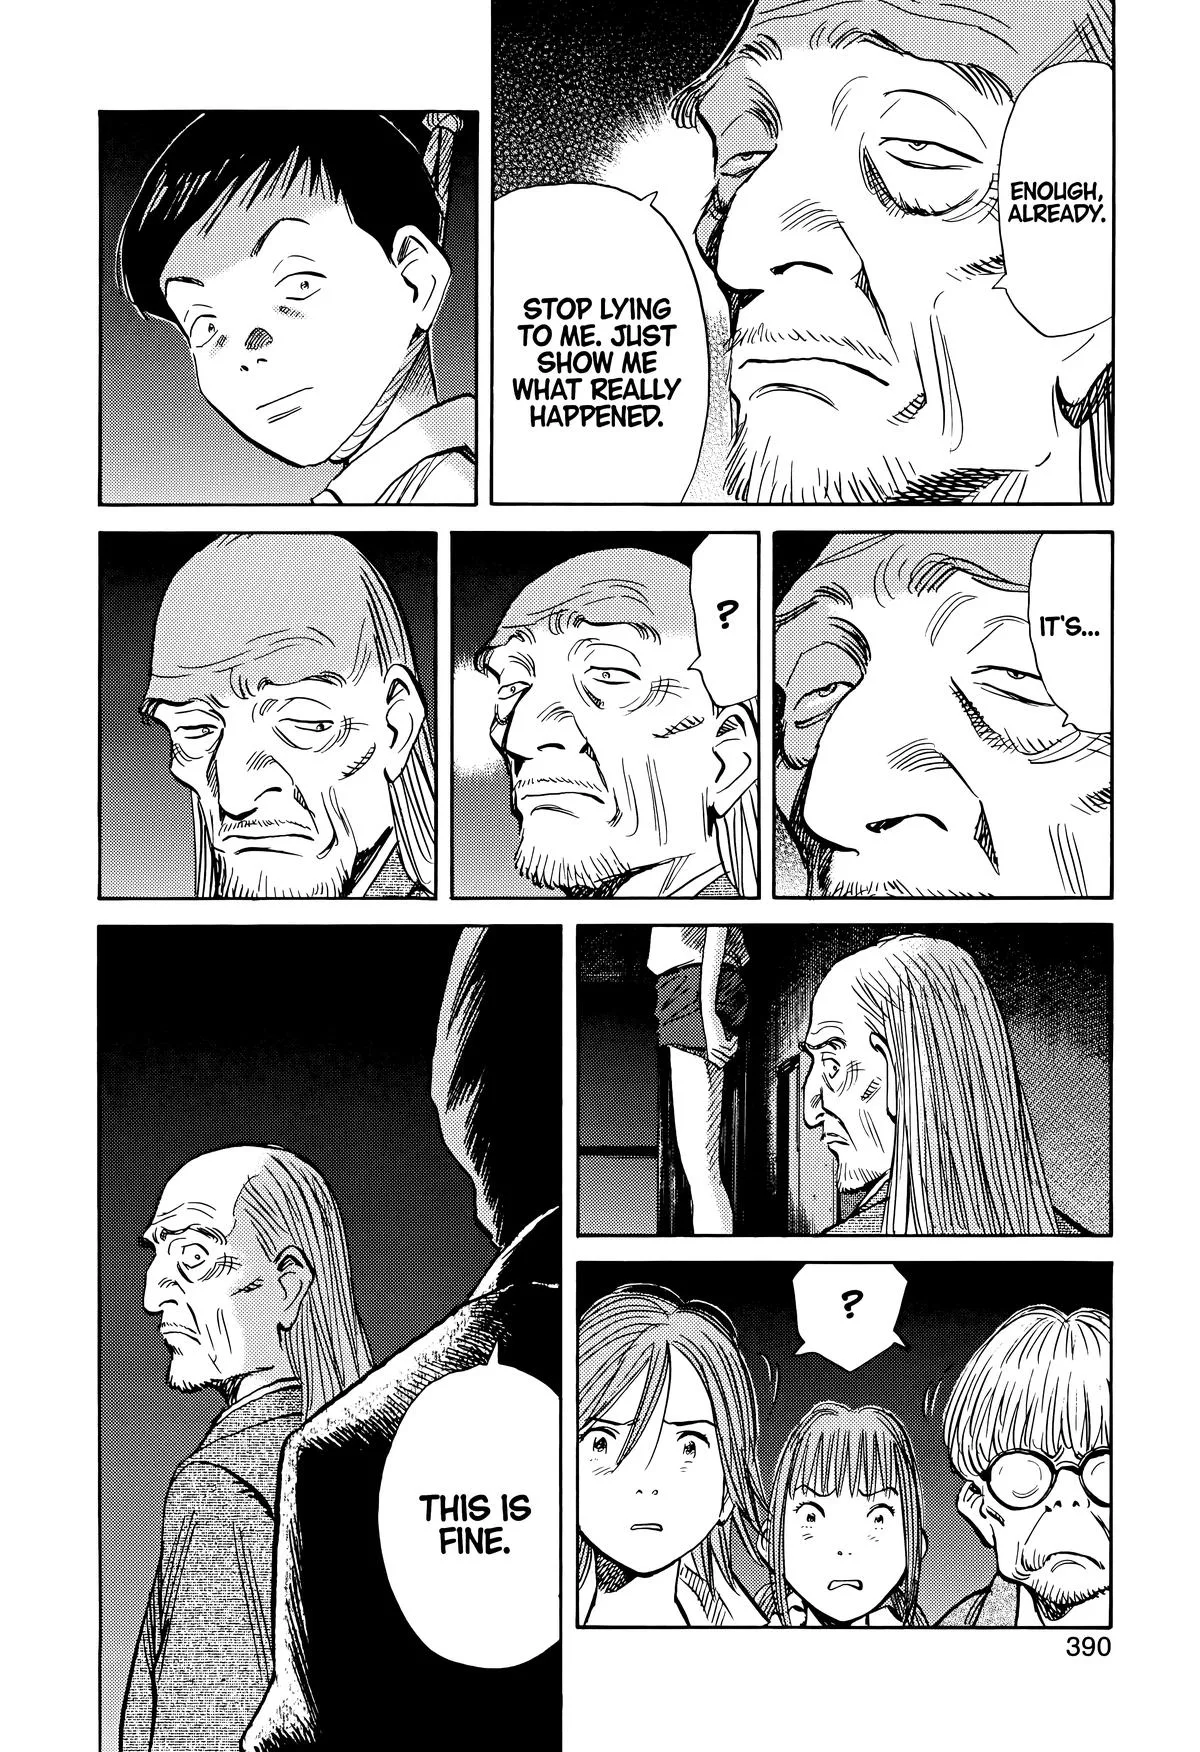 ENOUGH,
ALREADY.
STOP LYING
TO ME. JUST
SHOW ME
WHAT REALLY
HAPPENED.
IT'S...
?
?
THIS IS
FINE.
390